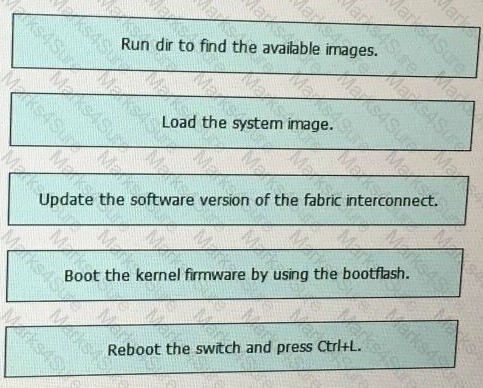 Run dir to find the available images.
Load the system image.
Update the software version of the fabric interconnect.
Boot the kernel firmware by using the bootflash.
Reboot the switch and press Ctrl+L.
Marks4Sure